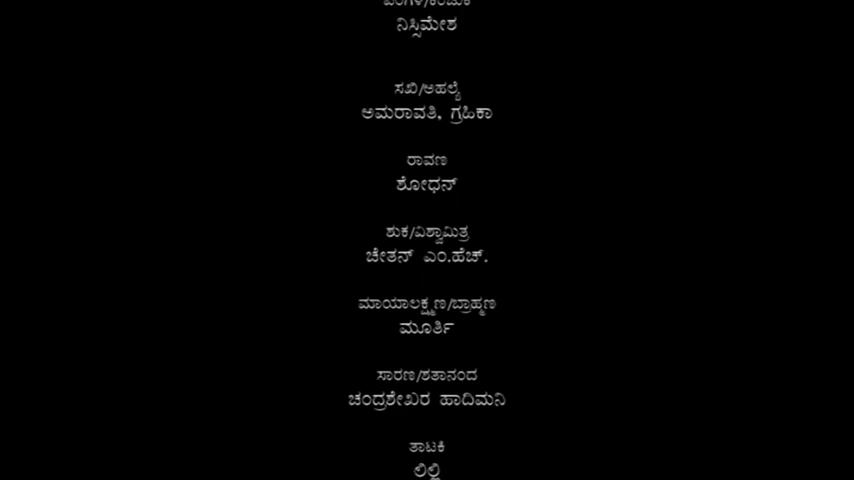 ನಿಸ್ಸಿಮೇಶ
ಸಖಿ/ಅಹಲ್ಯೆ
ಅಮರಾವತಿ. ಗ್ರಹಿಕಾ
ರಾವಣ
ಶೋಧನ್
ಶುಕ/ವಿಶ್ವಾಮಿತ್ರ
ಚೇತನ್ ಎಂ.ಹೆಚ್.
ಮಾಯಾಲಕ್ಷ್ಮಣ/ಬ್ರಾಹ್ಮಣ
ಮೂರ್ತಿ
ಸಾರಣ/ಶತಾನಂದ
ಚಂದ್ರಶೇಖರ ಹಾದಿಮನಿ
ತಾಟಕಿ
ಲಿಲ್ಲಿ